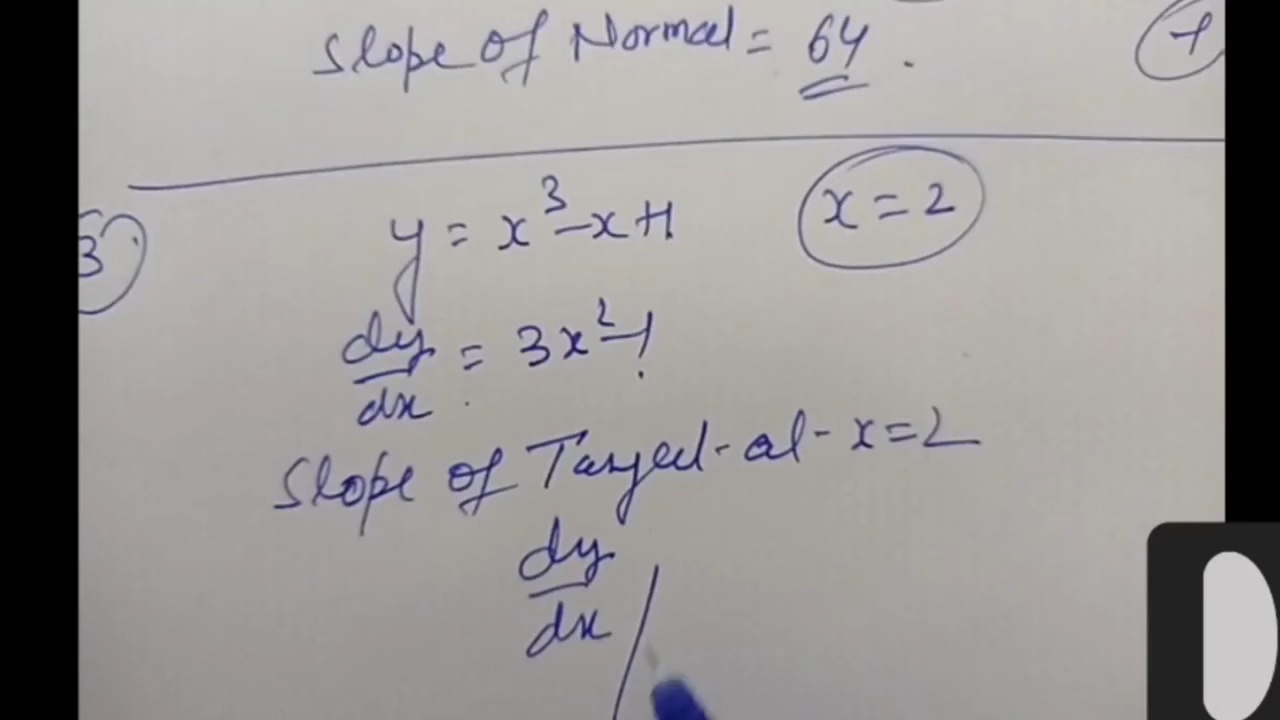 Slope of Normal = 64.
3
y = x³-x+1
x=2
dy/dx = 3x²-1
Slope of Tangent at x=2
dy/dx